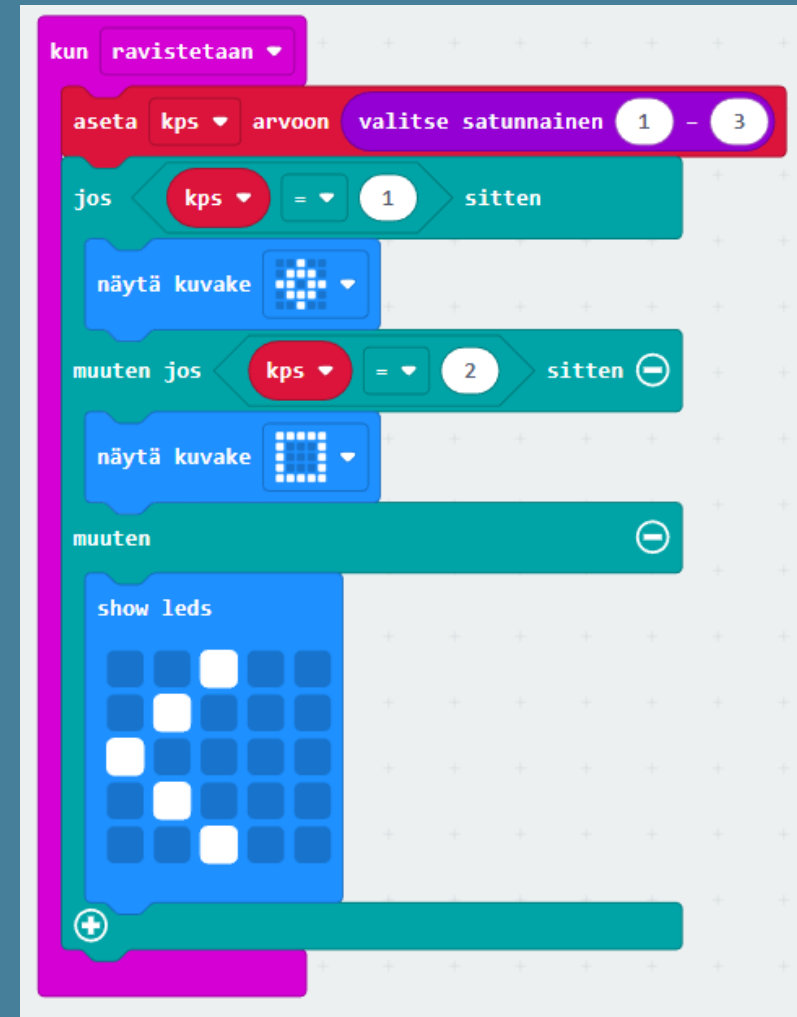 kun ravistetaan
aseta kps arvoon valitse satunnainen 1 - 3
jos kps = 1 sitten
näytä kuvake
muuten jos kps = 2 sitten
näytä kuvake
muuten
show leds